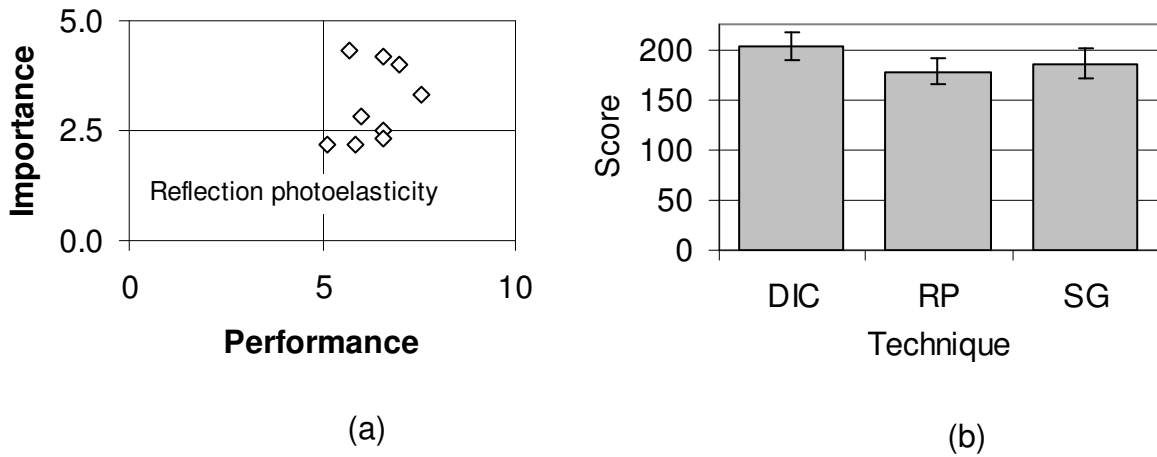 5.0
Importance
2.5
Reflection photoelasticity
0.0
0 5 10
Performance
(a)
200
150
Score
100
50
0
DIC RP SG
Technique
(b)